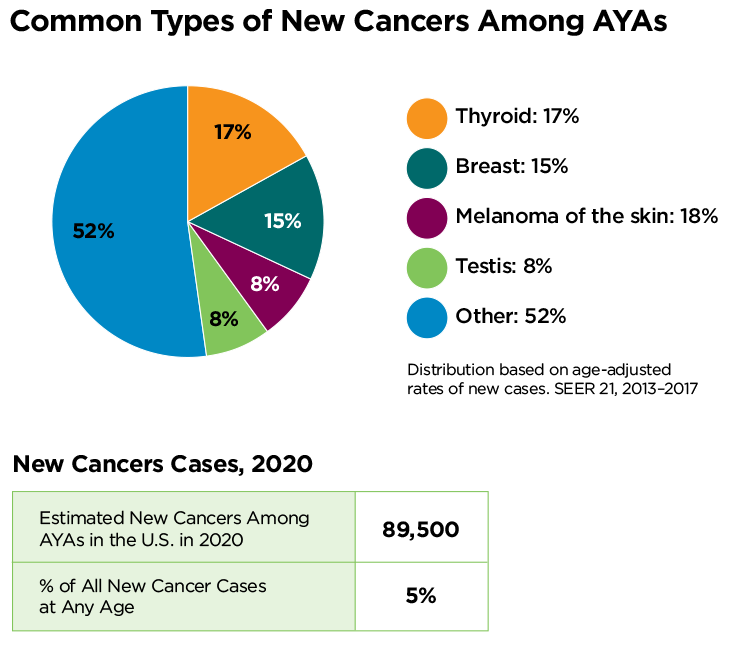 Common Types of New Cancers Among AYAs
17%
15%
8%
8%
52%
Thyroid: 17%
Breast: 15%
Melanoma of the skin: 18%
Testis: 8%
Other: 52%
Distribution based on age-adjusted
rates of new cases. SEER 21, 2013–2017
New Cancers Cases, 2020
Estimated New Cancers Among
AYAs in the U.S. in 2020
89,500
% of All New Cancer Cases
at Any Age
5%